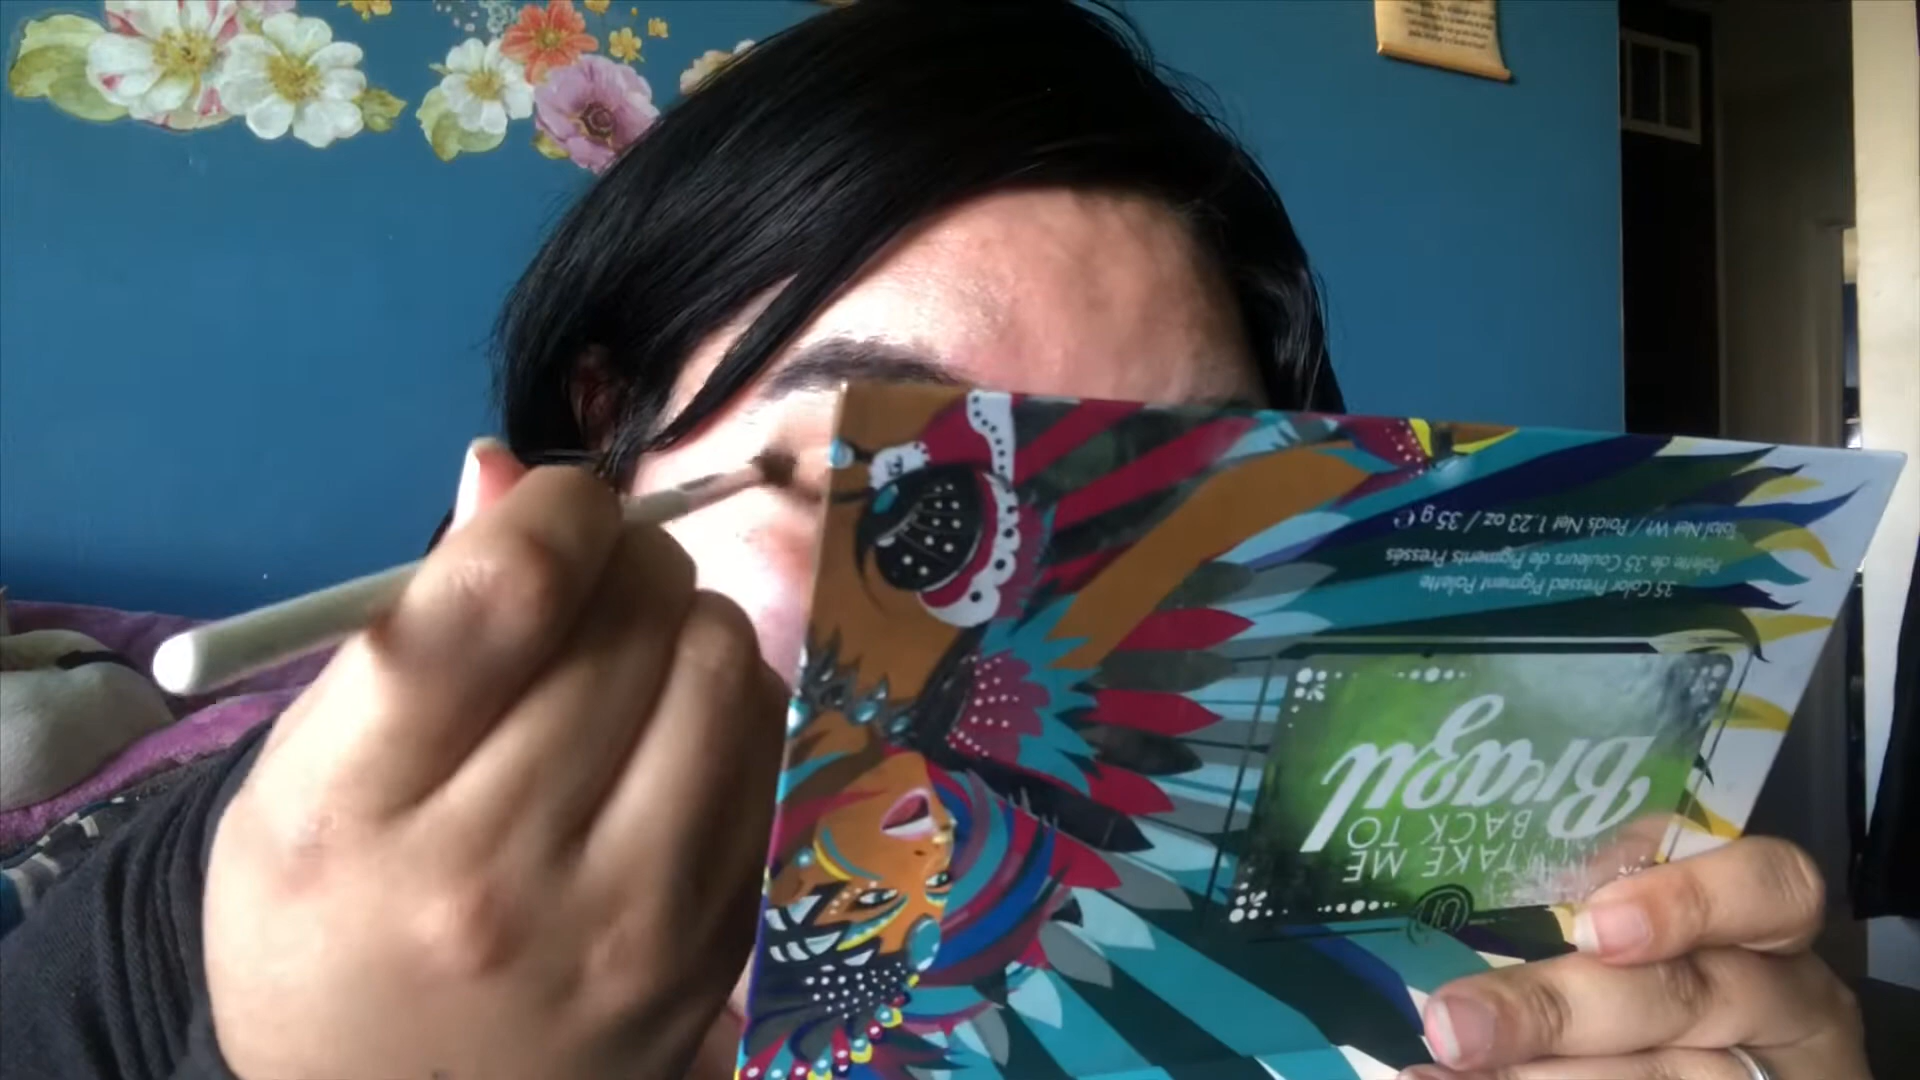 TAKE ME
BACK TO
Brazil
35 Color Pressed Pigment Palette
Palette de 35 Couleurs de Pigments Pressés
Total Net Wt / Poids Net 1.23 oz / 35 g ℮